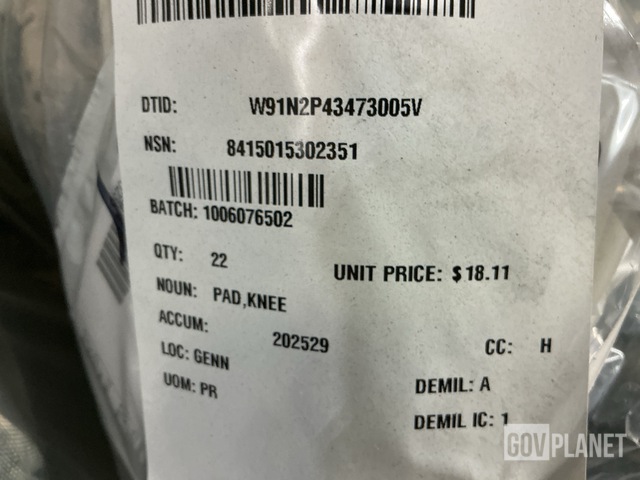 DTID: W91N2P43473005V
NSN: 8415015302351
BATCH: 1006076502
QTY: 22
UNIT PRICE: $ 18.11
NOUN: PAD,KNEE
ACCUM: 202529
CC: H
LOC: GENN
UOM: PR
DEMIL: A
DEMIL IC: 1
GOVPLANET